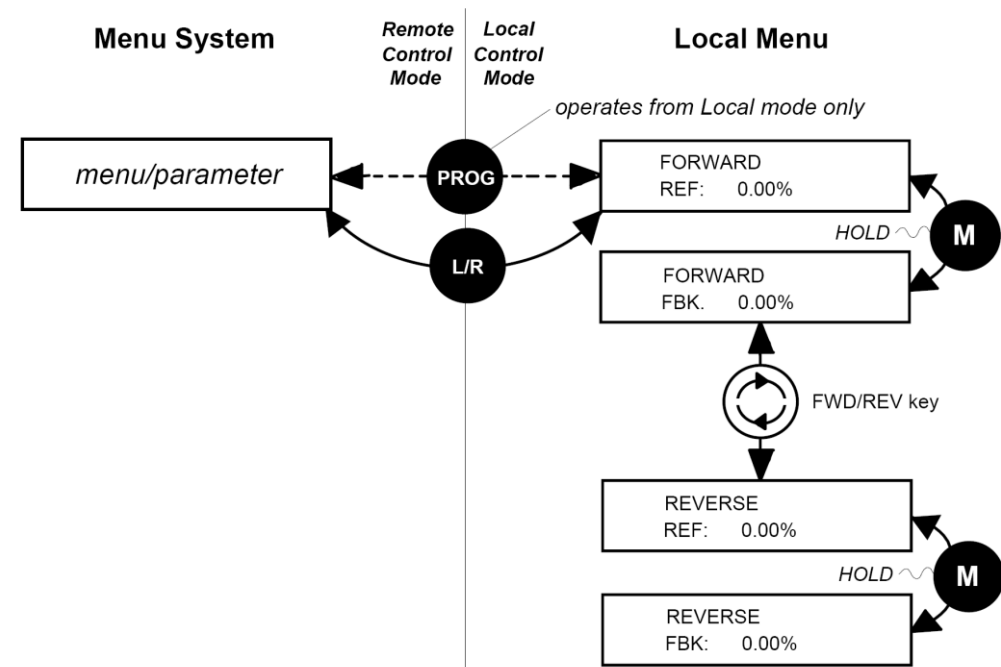 Menu System
Remote
Control
Mode
Local
Control
Mode
Local Menu
operates from Local mode only
menu/parameter
PROG
FORWARD
REF: 0.00%
HOLD
M
L/R
FORWARD
FBK. 0.00%
FWD/REV key
REVERSE
REF: 0.00%
HOLD
M
REVERSE
FBK: 0.00%